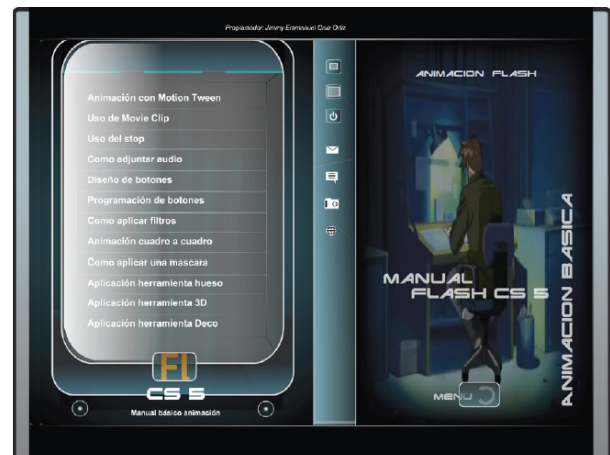 Programador: Jimmy Emmanuel Cruz Ortiz
Animación con Motion Tween
Uso de Movie Clip
Uso del stop
Como adjuntar audio
Diseño de botones
Programación de botones
Como aplicar filtros
Animación cuadro a cuadro
Como aplicar una mascara
Aplicación herramienta hueso
Aplicación herramienta 3D
Aplicación herramienta Deco
Fl
CS 5
Manual básico animación
ANIMACION FLASH
MANUAL
FLASH CS 5
ANIMACION BASICA
MENU